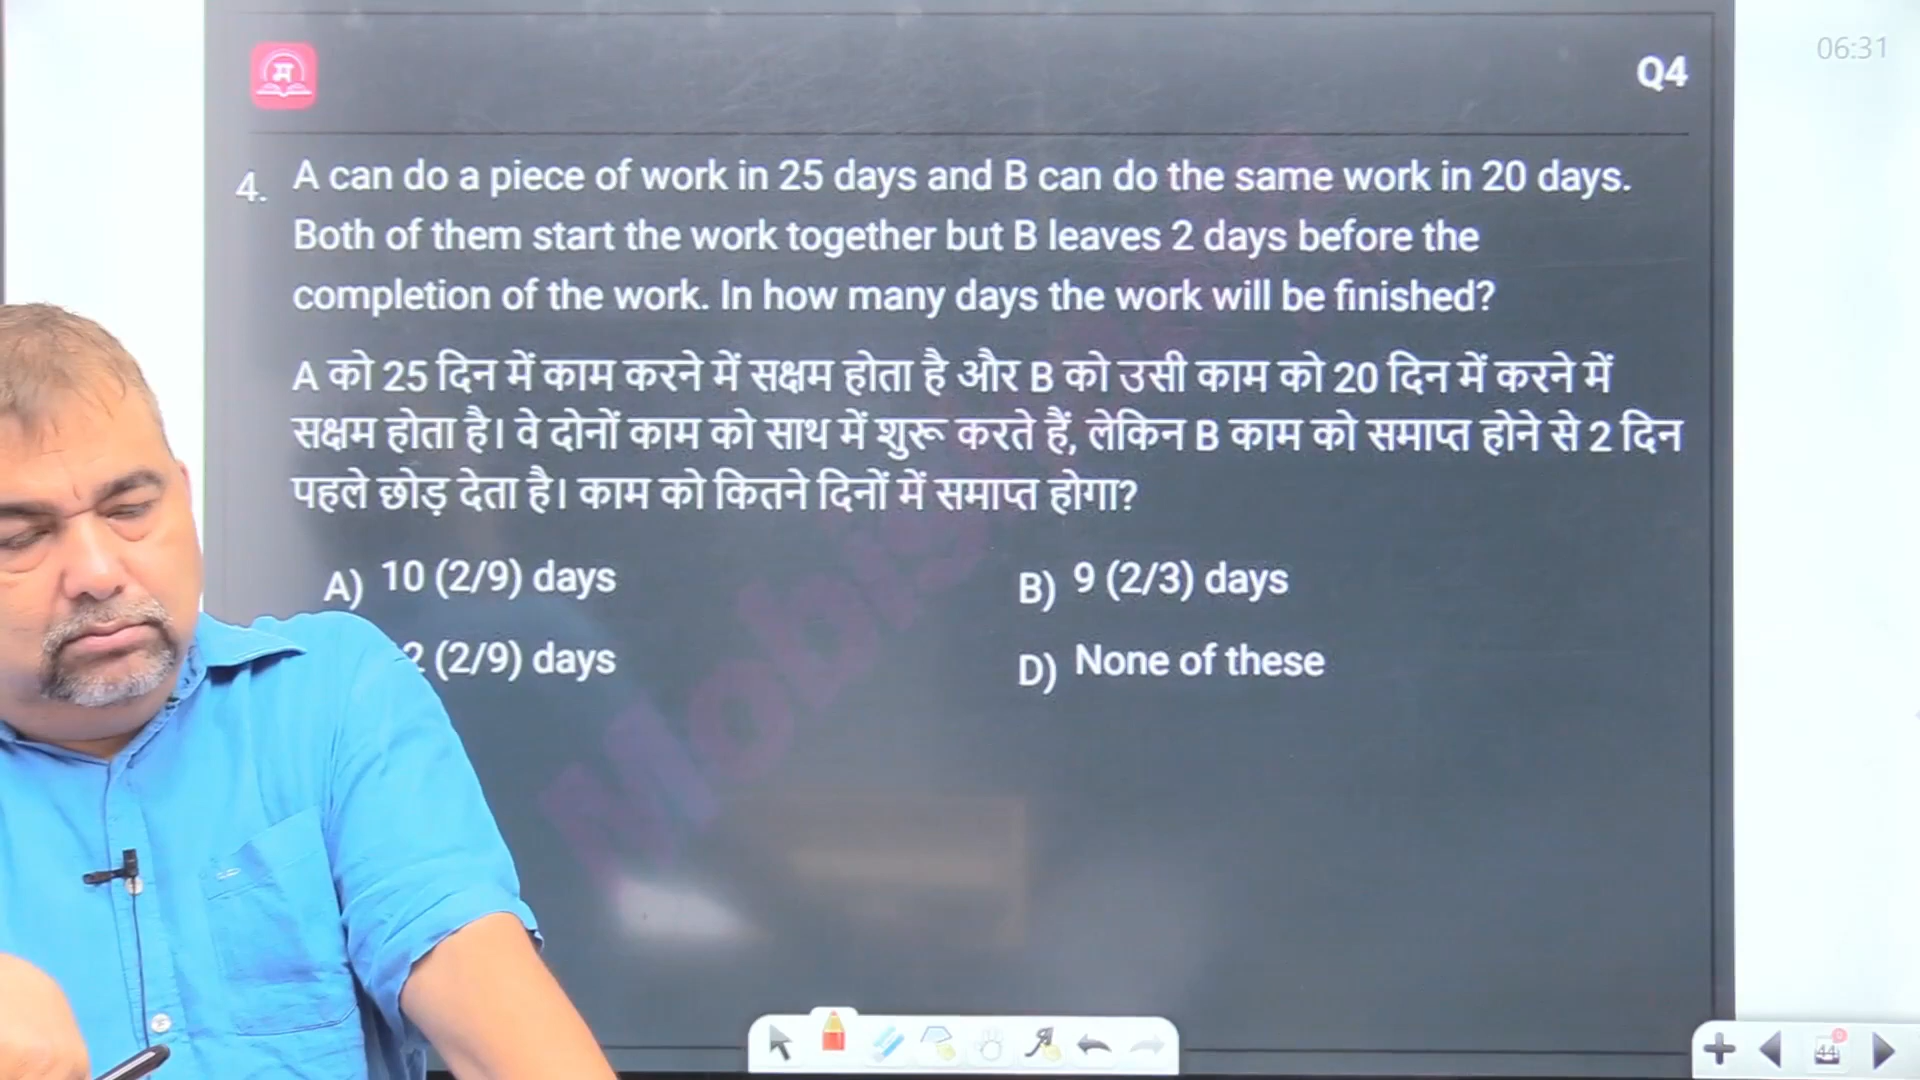 म
Q4
06:31
4. A can do a piece of work in 25 days and B can do the same work in 20 days.
Both of them start the work together but B leaves 2 days before the
completion of the work. In how many days the work will be finished?
A को 25 दिन में काम करने में सक्षम होता है और B को उसी काम को 20 दिन में करने में
सक्षम होता है। वे दोनों काम को साथ में शुरू करते हैं, लेकिन B काम को समाप्त होने से 2 दिन
पहले छोड़ देता है। काम को कितने दिनों में समाप्त होगा?
A) 10 (2/9) days
B) 9 (2/3) days
2 (2/9) days
D) None of these
44